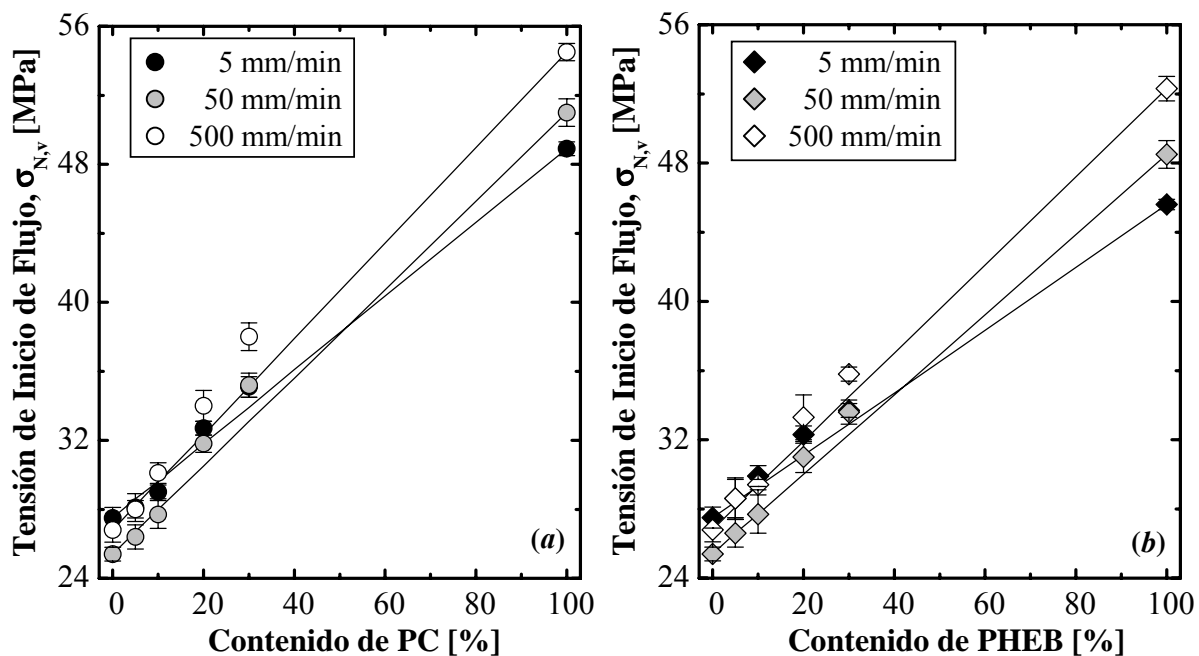 Tensión de Inicio de Flujo, σN,v [MPa]
56
48
40
32
24
5 mm/min
50 mm/min
500 mm/min
(a)
0 20 40 60 80 100
Contenido de PC [%]
Tensión de Inicio de Flujo, σN,v [MPa]
56
48
40
32
24
5 mm/min
50 mm/min
500 mm/min
(b)
0 20 40 60 80 100
Contenido de PHEB [%]